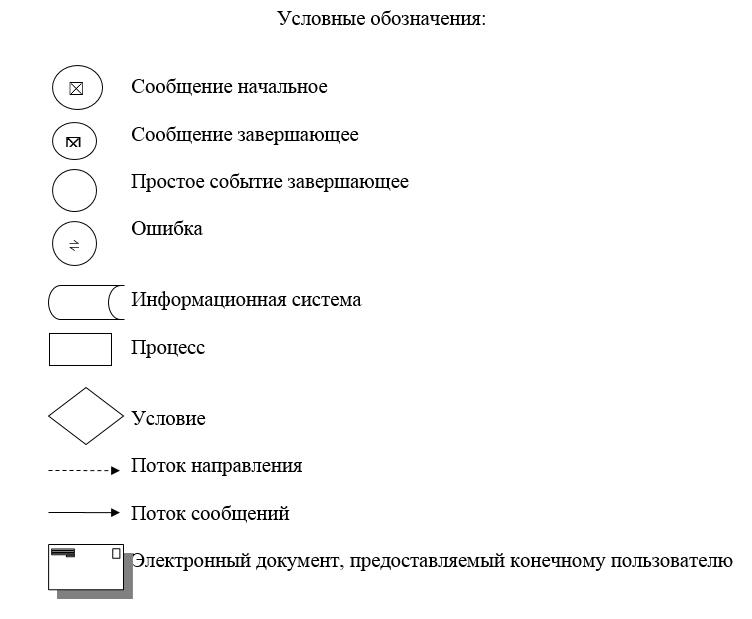 Условные обозначения:
Сообщение начальное
Сообщение завершающее
Простое событие завершающее
Ошибка
Информационная система
Процесс
Условие
Поток направления
Поток сообщений
Электронный документ, предоставляемый конечному пользователю